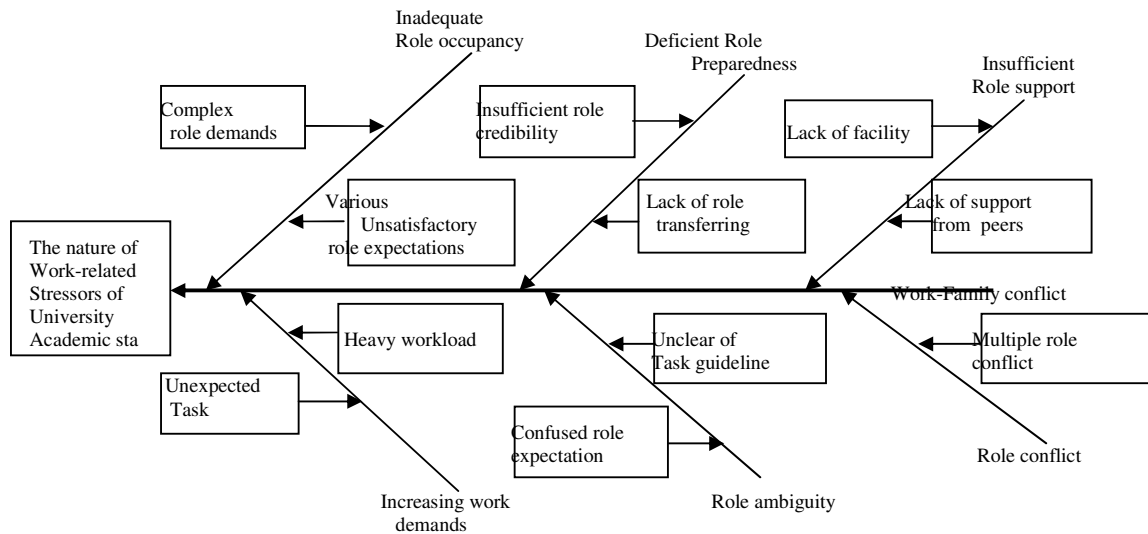 Inadequate
Role occupancy
Deficient Role
Preparedness
Insufficient
Role support
Complex
role demands
Insufficient role
credibility
Lack of facility
Various
Unsatisfactory
role expectations
Lack of role
transferring
Lack of support
from peers
The nature of
Work-related
Stressors of
University
Academic sta
Work-Family conflict
Heavy workload
Unclear of
Task guideline
Multiple role
conflict
Unexpected
Task
Confused role
expectation
Role conflict
Increasing work
demands
Role ambiguity